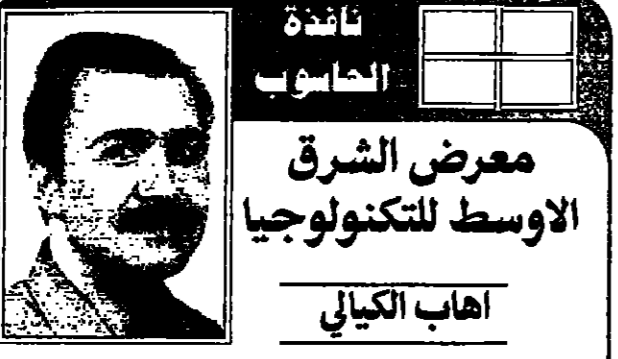 نافذة
الحاسوب
معرض الشرق
الاوسط للتكنولوجيا
اهاب الكيالي